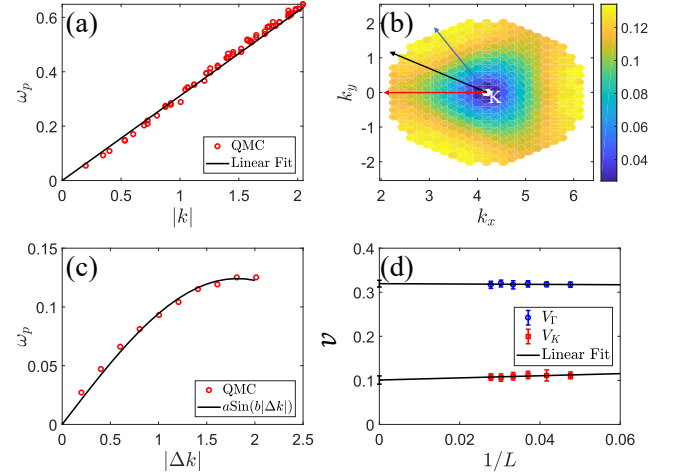 (a)
ω_p
0.6
0.4
0.2
0
0 0.5 1 1.5 2
|k|
QMC
Linear Fit
(b)
k_y
2
1
0
-1
-2
K
2 3 4 5 6
k_x
0.12
0.1
0.08
0.06
0.04
(c)
ω_p
0.15
0.1
0.05
0
0 0.5 1 1.5 2 2.5
|Δk|
QMC
aSin(b|Δk|)
(d)
v
0.4
0.3
0.2
0.1
0
0 0.02 0.04 0.06
1/L
V_Γ
V_K
Linear Fit